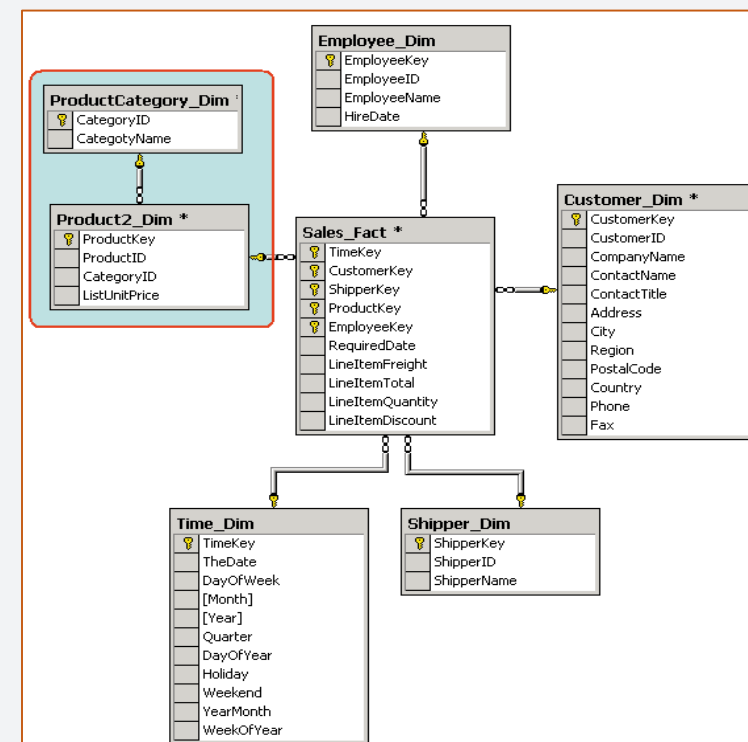 Employee_Dim
EmployeeKey
EmployeeID
EmployeeName
HireDate
ProductCategory_Dim *
CategoryID
CategotyName
Product2_Dim *
ProductKey
ProductID
CategoryID
ListUnitPrice
Sales_Fact *
TimeKey
CustomerKey
ShipperKey
ProductKey
EmployeeKey
RequiredDate
LineItemFreight
LineItemTotal
LineItemQuantity
LineItemDiscount
Customer_Dim *
CustomerKey
CustomerID
CompanyName
ContactName
ContactTitle
Address
City
Region
PostalCode
Country
Phone
Fax
Time_Dim
TimeKey
TheDate
DayOfWeek
[Month]
[Year]
Quarter
DayOfYear
Holiday
Weekend
YearMonth
WeekOfYear
Shipper_Dim
ShipperKey
ShipperID
ShipperName